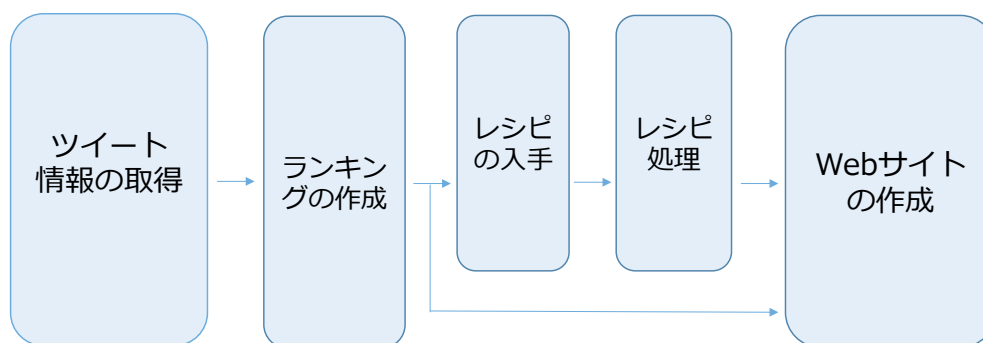 ツイート
情報の取得
ランキン
グの作成
レシピ
の入手
レシピ
処理
Webサイト
の作成